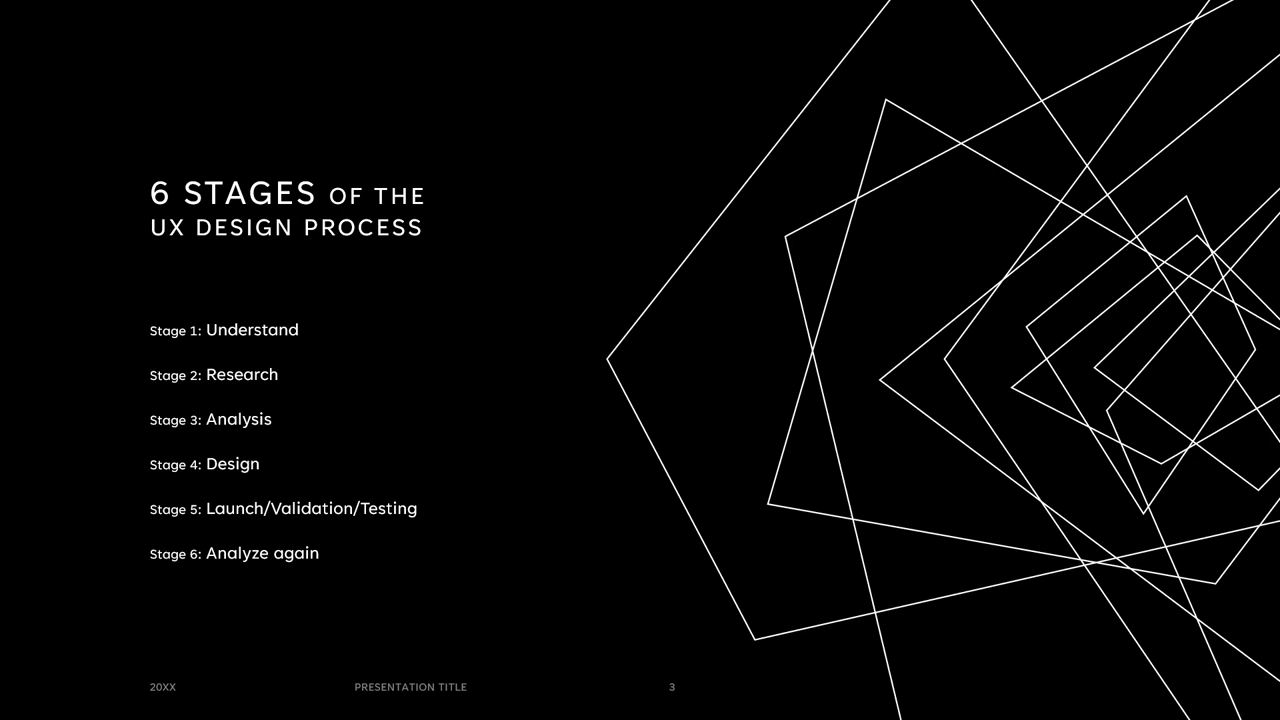 6 STAGES OF THE
UX DESIGN PROCESS
Stage 1: Understand
Stage 2: Research
Stage 3: Analysis
Stage 4: Design
Stage 5: Launch/Validation/Testing
Stage 6: Analyze again
20XX PRESENTATION TITLE 3